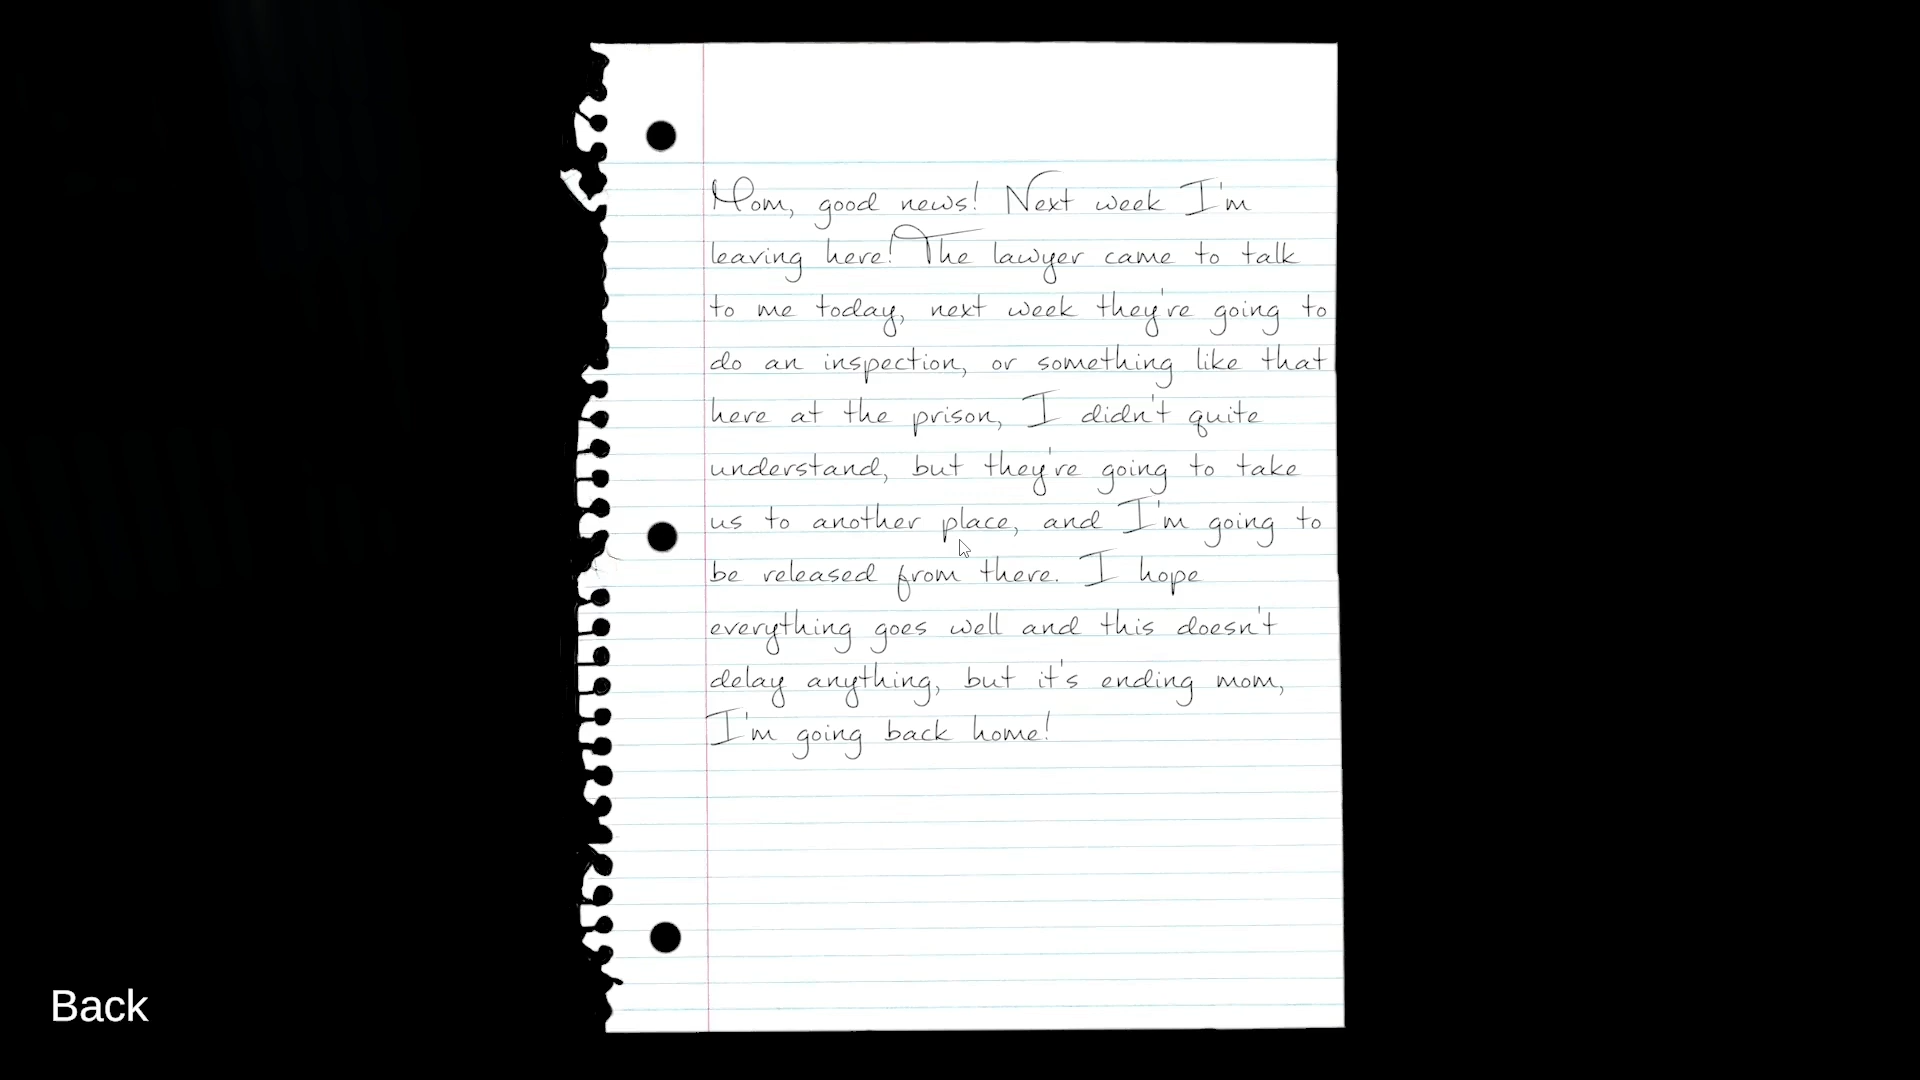 Mom, good news! Next week I'm
leaving here! The lawyer came to talk
to me today, next week they're going to
do an inspection, or something like that
here at the prison, I didn't quite
understand, but they're going to take
us to another place, and I'm going to
be released from there. I hope
everything goes well and this doesn't
delay anything, but it's ending mom,
I'm going back home!
Back